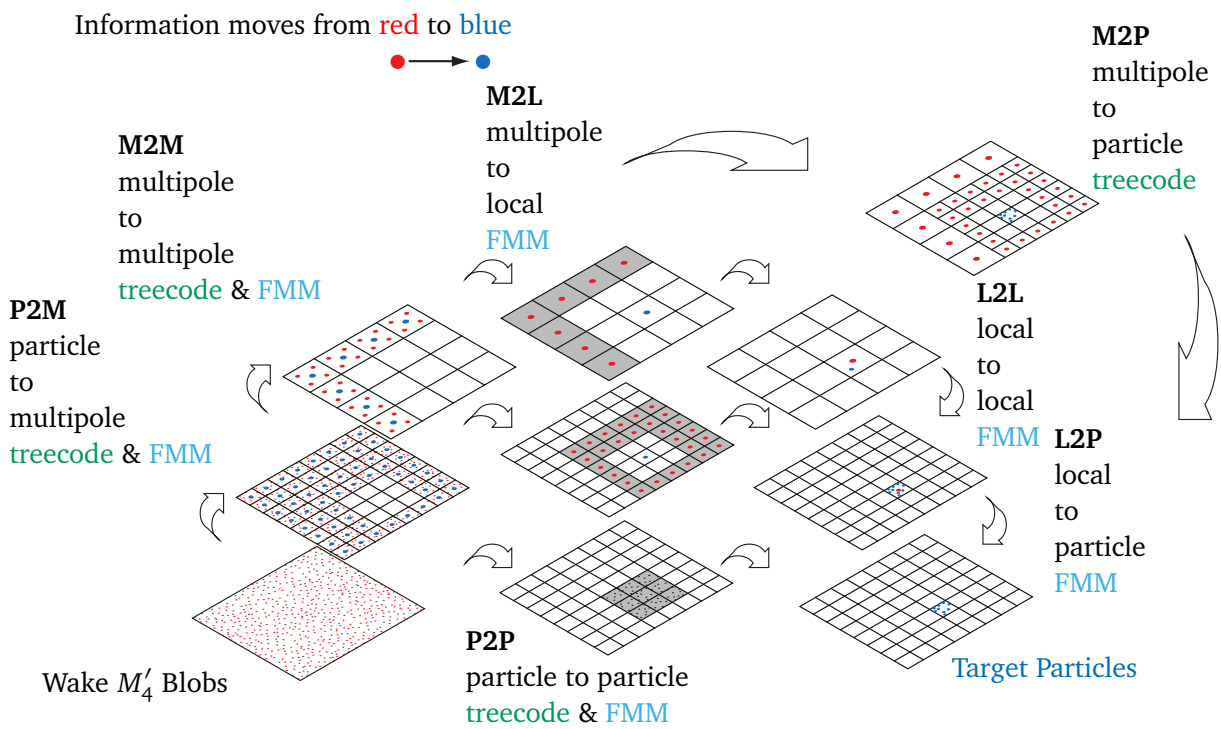 Information moves from red to blue
M2P
multipole
to
particle
treecode
M2L
multipole
to
local
FMM
M2M
multipole
to
multipole
treecode & FMM
P2M
particle
to
multipole
treecode & FMM
L2L
local
to
local
FMM
L2P
local
to
particle
FMM
P2P
particle to particle
treecode & FMM
Wake M′₄ Blobs
Target Particles